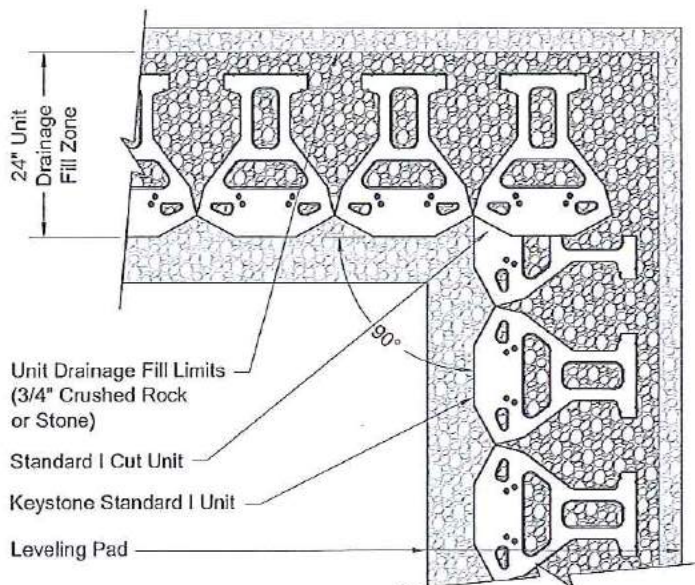 24" Unit
Drainage
Fill Zone
90°
Unit Drainage Fill Limits
(3/4" Crushed Rock
or Stone)
Standard I Cut Unit
Keystone Standard I Unit
Leveling Pad